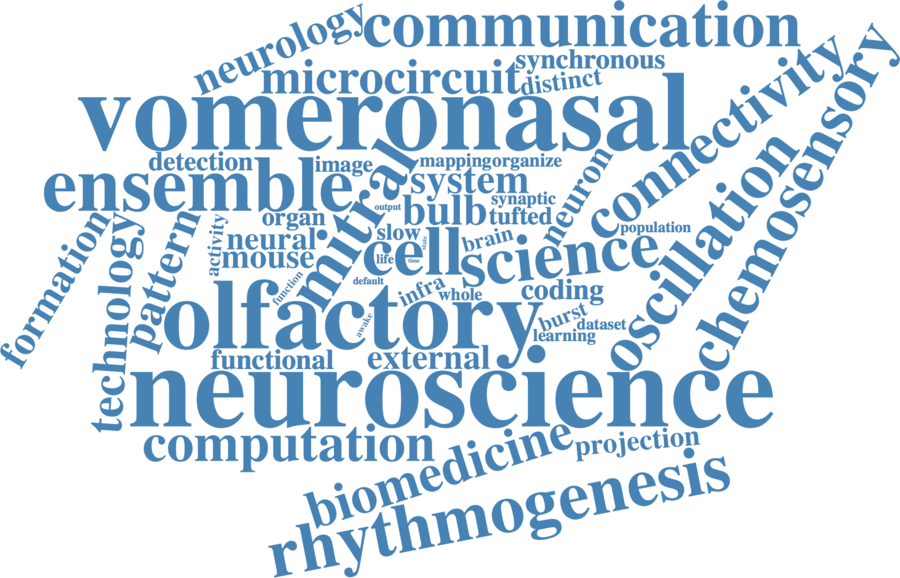 communication
neurology
synchronous
microcircuit
distinct
connectivity
chemosensory
vomeronasal
detection
image
mapping
organize
ensemble
mitral
system
neuron
synaptic
oscillation
output
bulb
tufted
organ
population
formation
technology
pattern
activity
neural
slow
state
brain
mouse
cell
life
time
science
function
default
infra
whole
coding
olfactory
awake
burst
dataset
learning
functional
external
neuroscience
computation
biomedicine
projection
rhythmogenesis